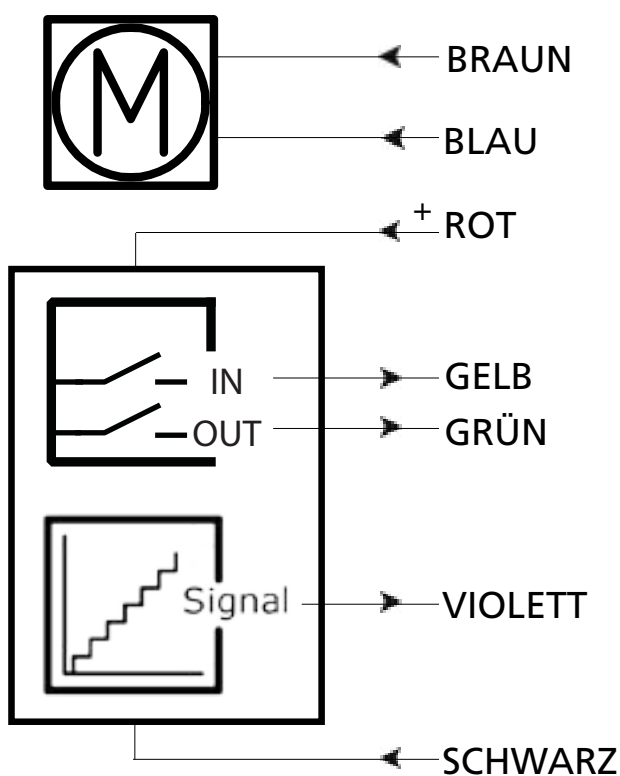 M
BRAUN
BLAU
+ ROT
IN
GELB
OUT
GRÜN
Signal
VIOLETT
SCHWARZ